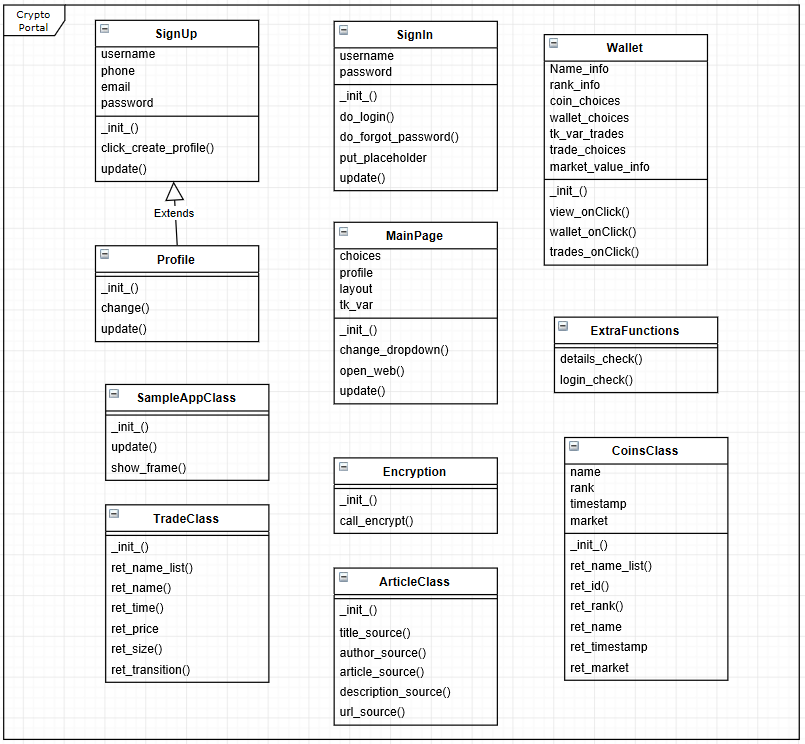 Crypto
Portal
SignUp
username
phone
email
password
_init_()
click_create_profile()
update()
Extends
Profile
_init_()
change()
update()
SampleAppClass
_init_()
update()
show_frame()
TradeClass
_init_()
ret_name_list()
ret_name()
ret_time()
ret_price
ret_size()
ret_transition()
SignIn
username
password
_init_()
do_login()
do_forgot_password()
put_placeholder
update()
MainPage
choices
profile
layout
tk_var
_init_()
change_dropdown()
open_web()
update()
Encryption
_init_()
call_encrypt()
ArticleClass
_init_()
title_source()
author_source()
article_source()
description_source()
url_source()
Wallet
Name_info
rank_info
coin_choices
wallet_choices
tk_var_trades
trade_choices
market_value_info
_init_()
view_onClick()
wallet_onClick()
trades_onClick()
ExtraFunctions
details_check()
login_check()
CoinsClass
name
rank
timestamp
market
_init_()
ret_name_list()
ret_id()
ret_rank()
ret_name
ret_timestamp
ret_market